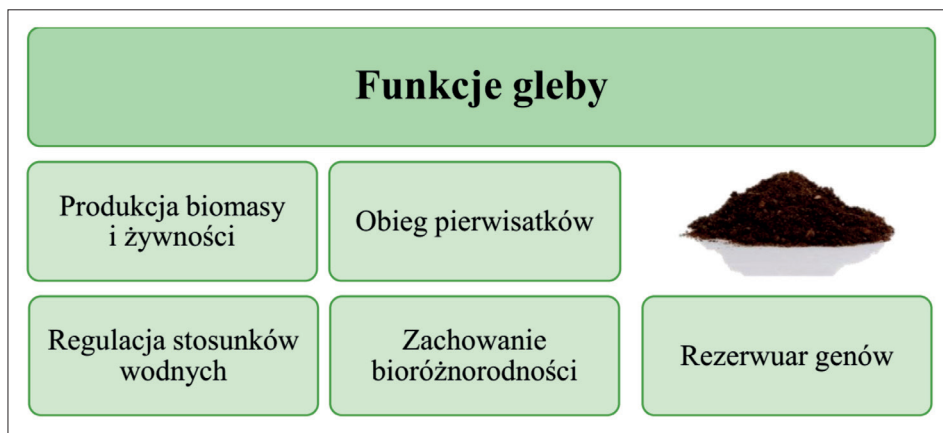 Funkcje gleby
Produkcja biomasy
i żywności
Obieg pierwisatków
Regulacja stosunków
wodnych
Zachowanie
bioróżnorodności
Rezerwuar genów